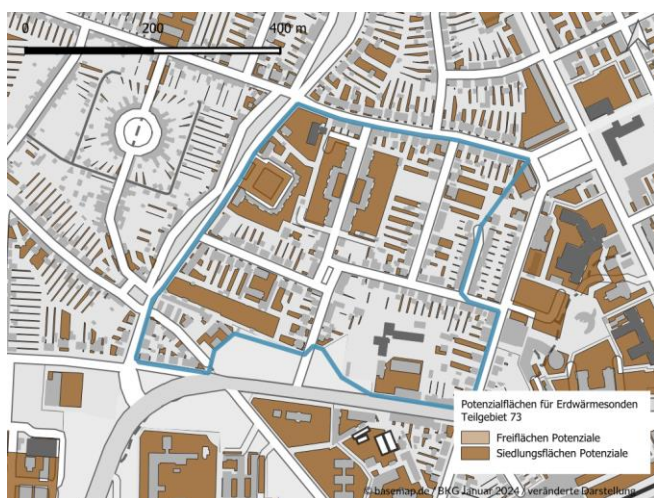 0 200 400 m
Potenzialflächen für Erdwärmesonden
Teilgebiet 73
Freiflächen Potenziale
Siedlungsflächen Potenziale
© basemap.de / BKG Januar 2024 / veränderte Darstellung